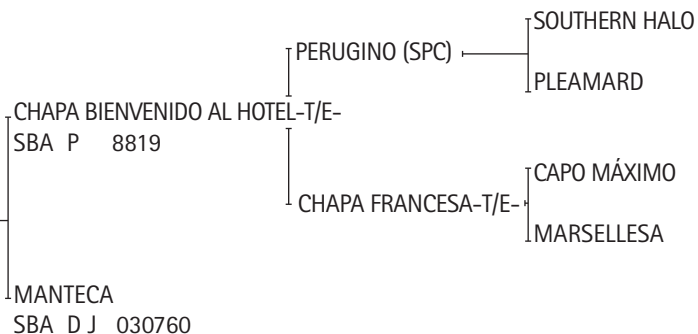 SOUTHERN HALO
PERUGINO (SPC)
PLEAMARD
CHAPA BIENVENIDO AL HOTEL-T/E-
SBA P 8819
CAPO MÁXIMO
CHAPA FRANCESA-T/E-
MARSELLESA
MANTECA
SBA D J 030760